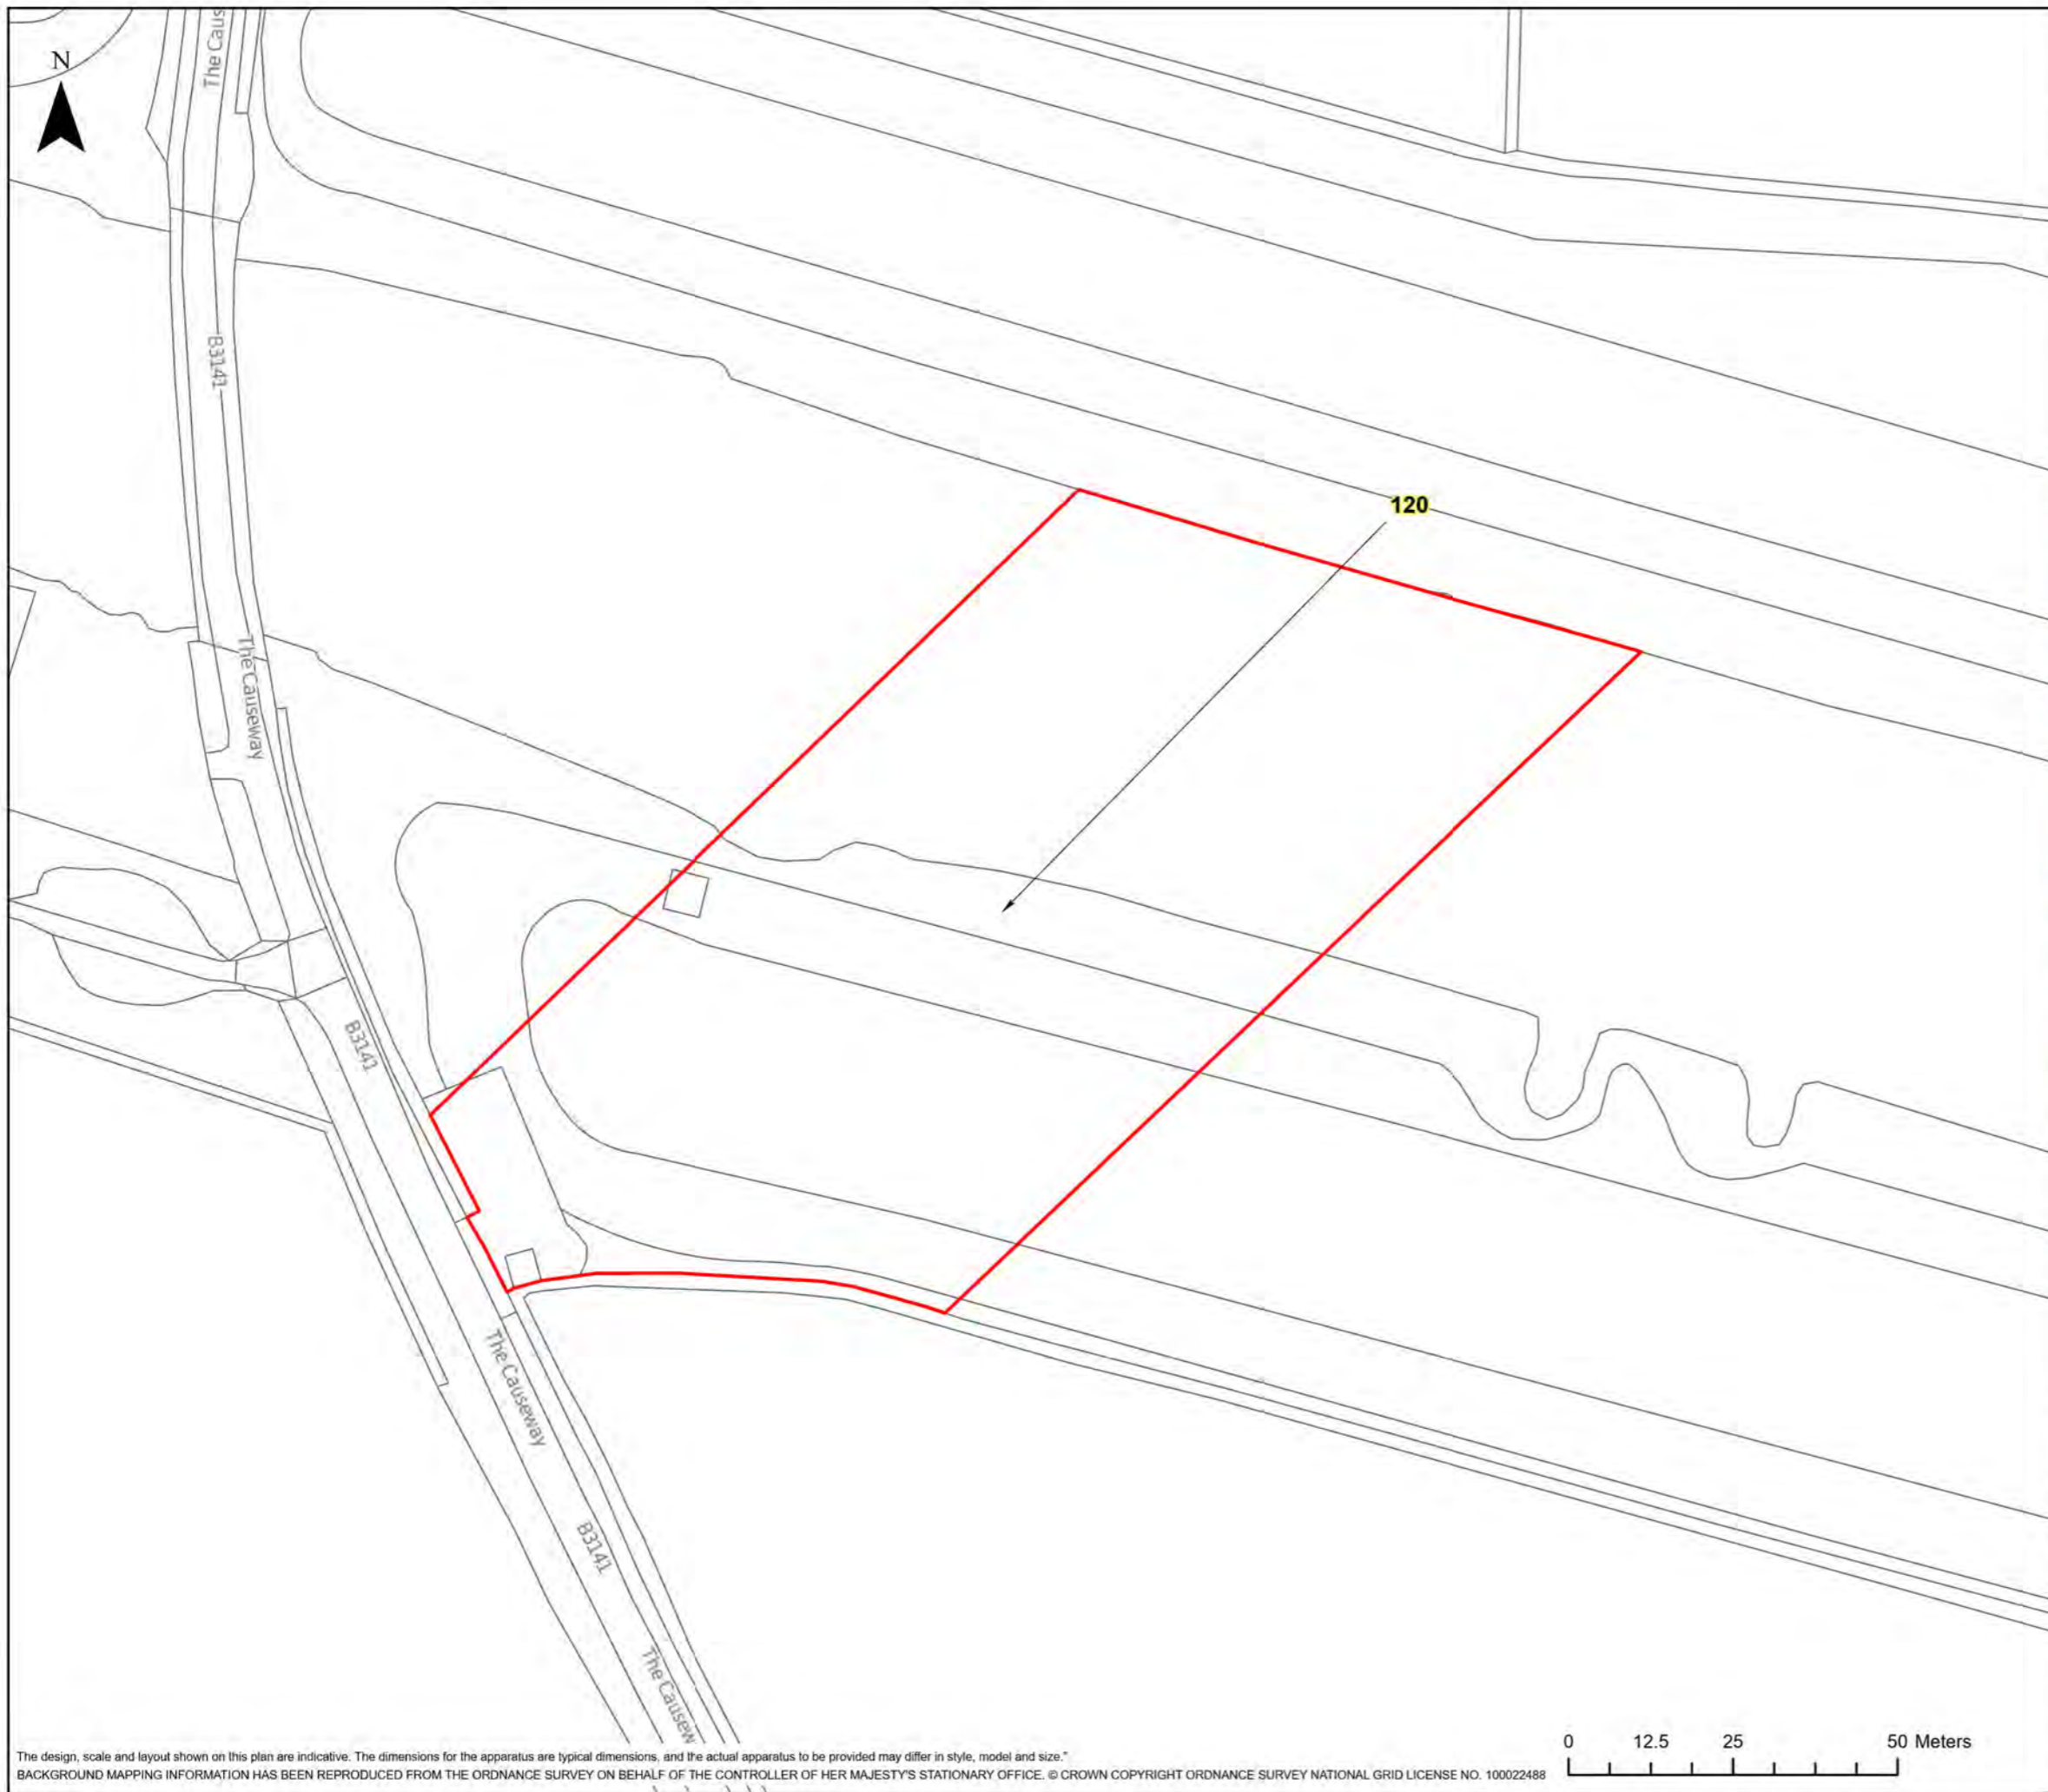 The Caus
N
B3141
120
The Causeway
B3141
The Causeway
B3141
The Causew
0 12.5 25 50 Meters
The design, scale and layout shown on this plan are indicative. The dimensions for the apparatus are typical dimensions, and the actual apparatus to be provided may differ in style, model and size."
BACKGROUND MAPPING INFORMATION HAS BEEN REPRODUCED FROM THE ORDNANCE SURVEY ON BEHALF OF THE CONTROLLER OF HER MAJESTY'S STATIONARY OFFICE. © CROWN COPYRIGHT ORDNANCE SURVEY NATIONAL GRID LICENSE NO. 100022488